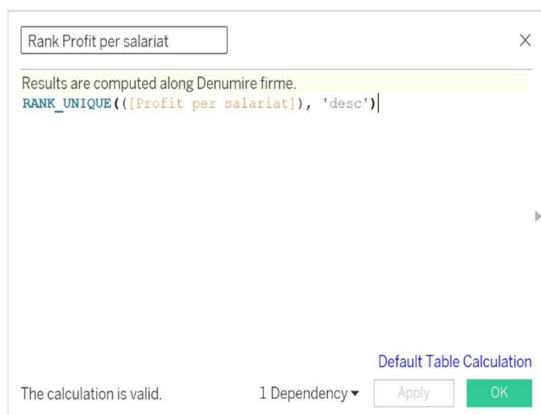 Rank Profit per salariat
Results are computed along Denumire firme.
RANK_UNIQUE(([Profit per salariat]), 'desc')
Default Table Calculation
The calculation is valid.
1 Dependency
Apply
OK